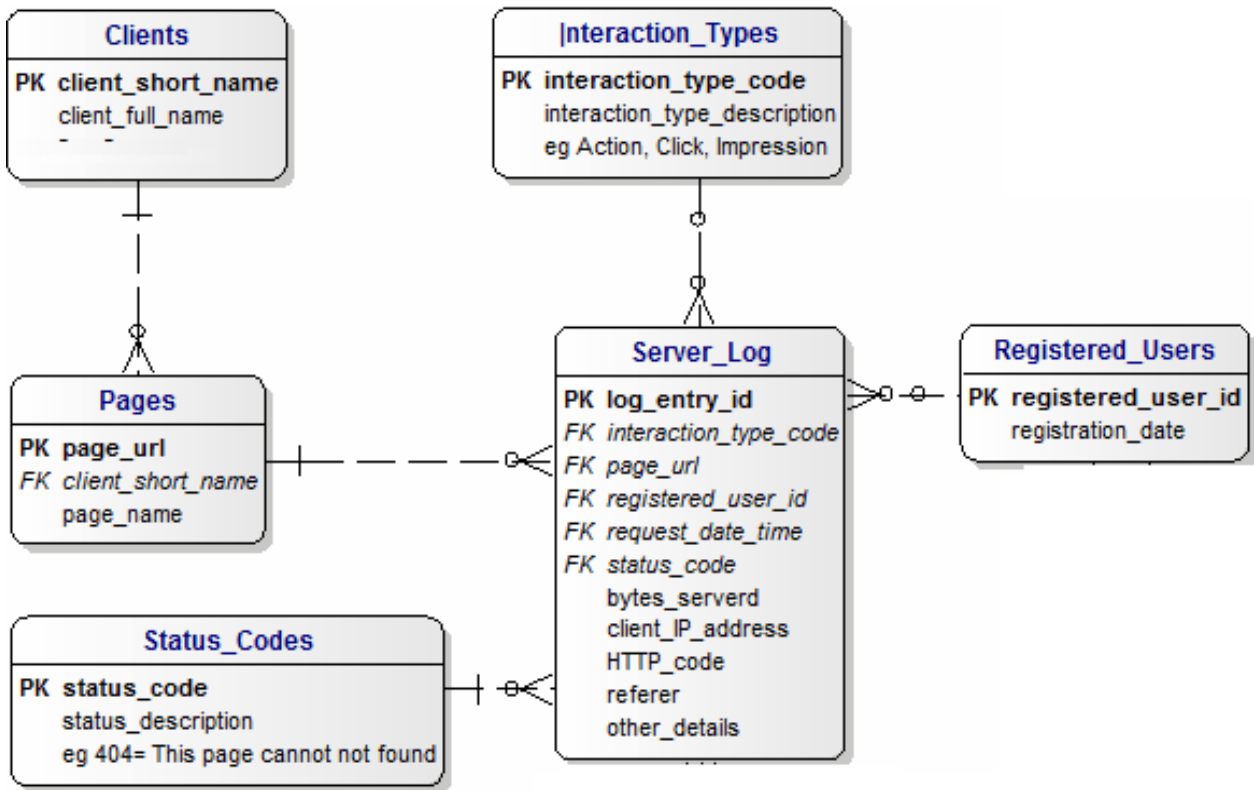 Clients
PK client_short_name
client_full_name
Interaction_Types
PK interaction_type_code
interaction_type_description
eg Action, Click, Impression
Pages
PK page_url
FK client_short_name
page_name
Server_Log
PK log_entry_id
FK interaction_type_code
FK page_url
FK registered_user_id
FK request_date_time
FK status_code
bytes_serverd
client_IP_address
HTTP_code
referer
other_details
Registered_Users
PK registered_user_id
registration_date
Status_Codes
PK status_code
status_description
eg 404= This page cannot not found